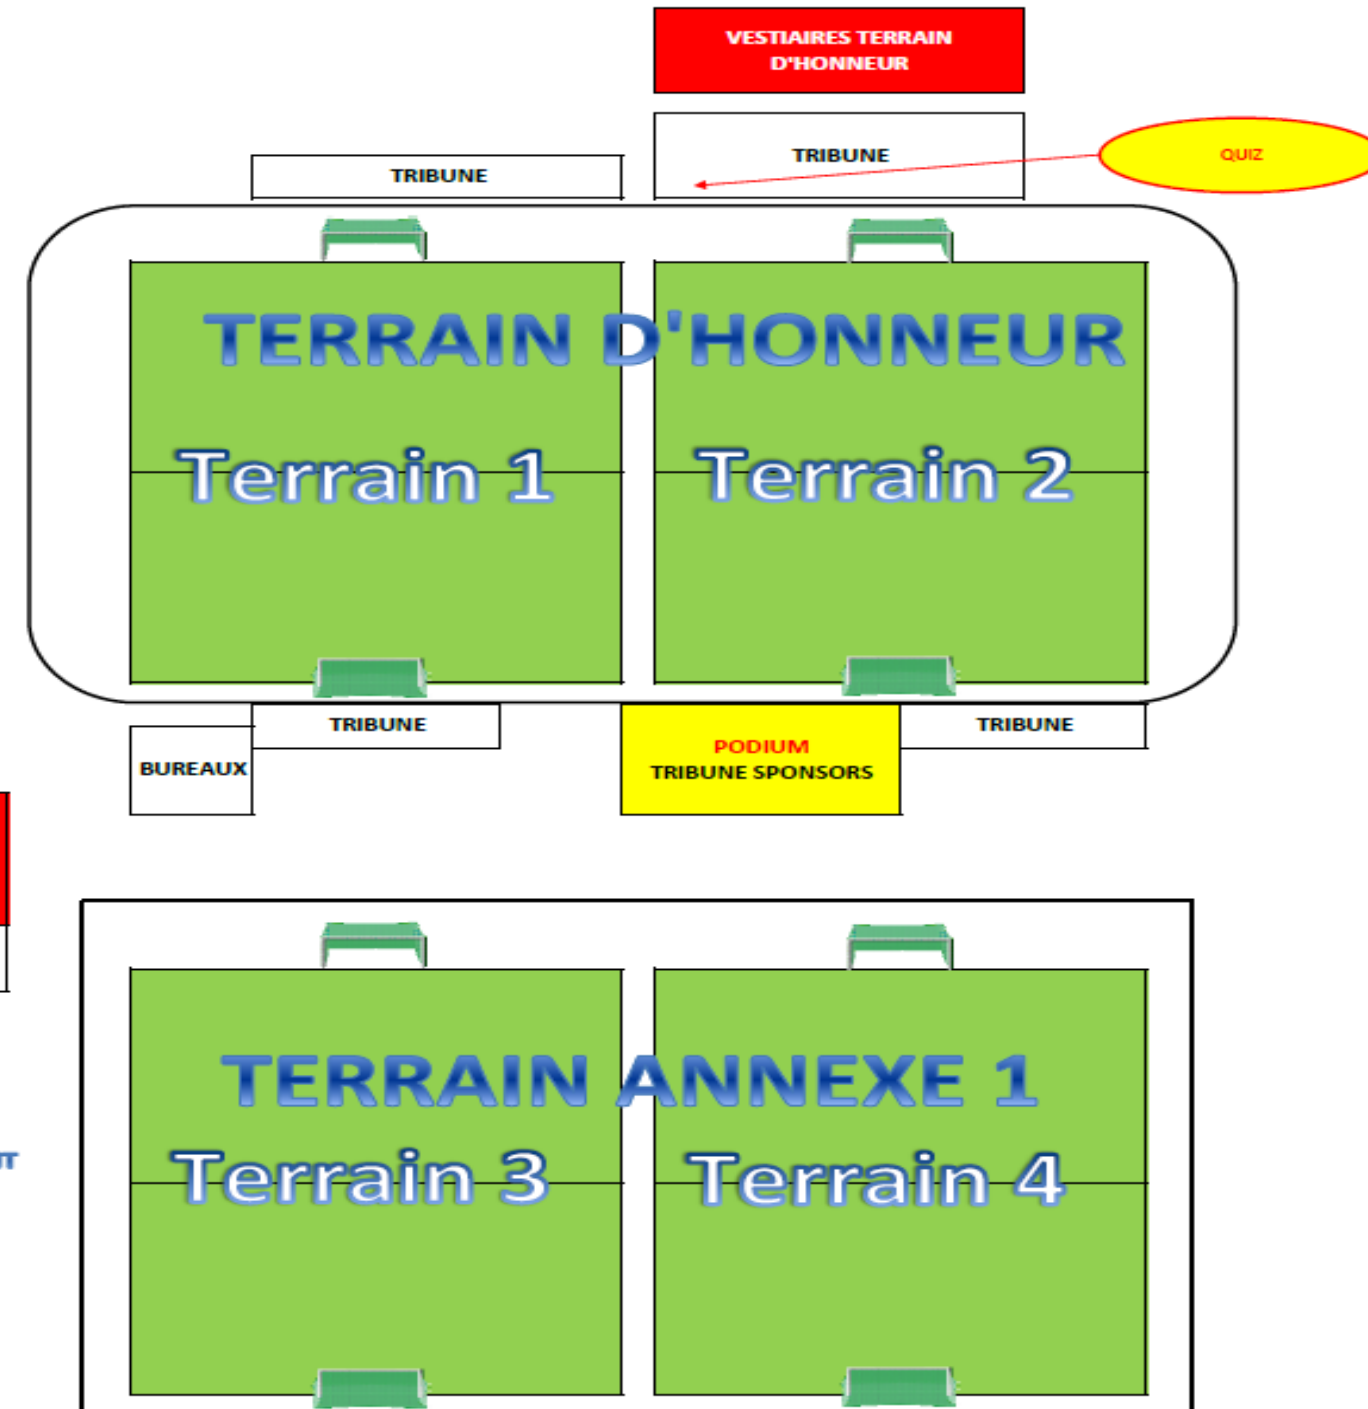 VESTIAIRES TERRAIN
D'HONNEUR
TRIBUNE
QUIZ
TRIBUNE
TERRAIN D'HONNEUR
Terrain 1
Terrain 2
TRIBUNE
TRIBUNE
PODIUM
TRIBUNE SPONSORS
BUREAUX
TERRAIN ANNEXE 1
Terrain 3
Terrain 4